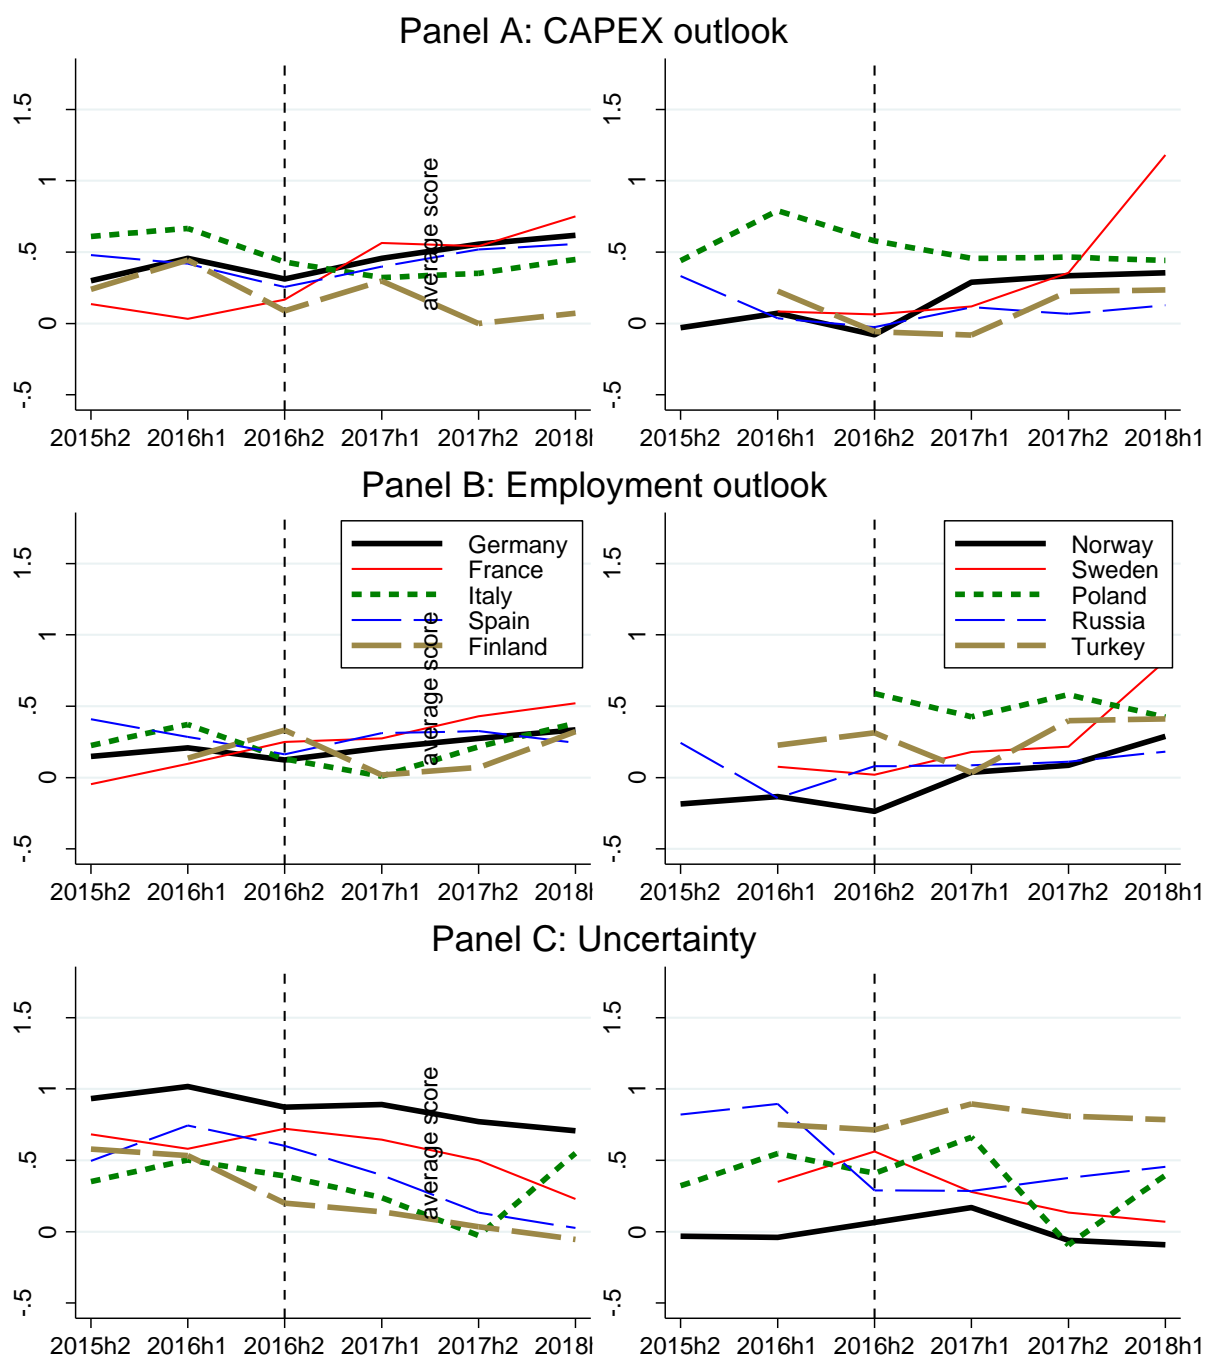 Panel A: CAPEX outlook
1.5
1
.5
0
-.5
2015h2 2016h1 2016h2 2017h1 2017h2 2018h
average score
1.5
1
.5
0
-.5
2015h2 2016h1 2016h2 2017h1 2017h2 2018h1
Panel B: Employment outlook
1.5
1
.5
0
-.5
Germany
France
Italy
Spain
Finland
2015h2 2016h1 2016h2 2017h1 2017h2 2018h
average score
1.5
1
.5
0
-.5
Norway
Sweden
Poland
Russia
Turkey
2015h2 2016h1 2016h2 2017h1 2017h2 2018h1
Panel C: Uncertainty
1.5
1
.5
0
-.5
2015h2 2016h1 2016h2 2017h1 2017h2 2018h
average score
1.5
1
.5
0
-.5
2015h2 2016h1 2016h2 2017h1 2017h2 2018h1